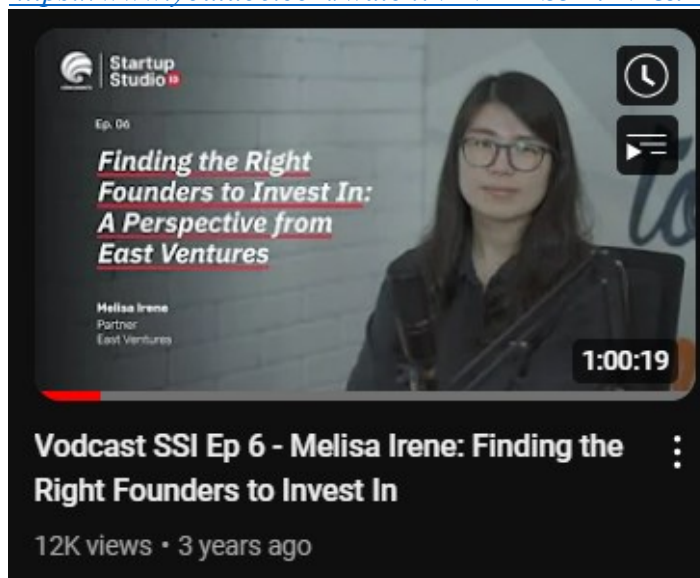 Startup
Studio ID
Ep. 06
Finding the Right
Founders to Invest In:
A Perspective from
East Ventures
Melisa Irene
Partner
East Ventures
1:00:19
Vodcast SSI Ep 6 - Melisa Irene: Finding the
Right Founders to Invest In
12K views • 3 years ago